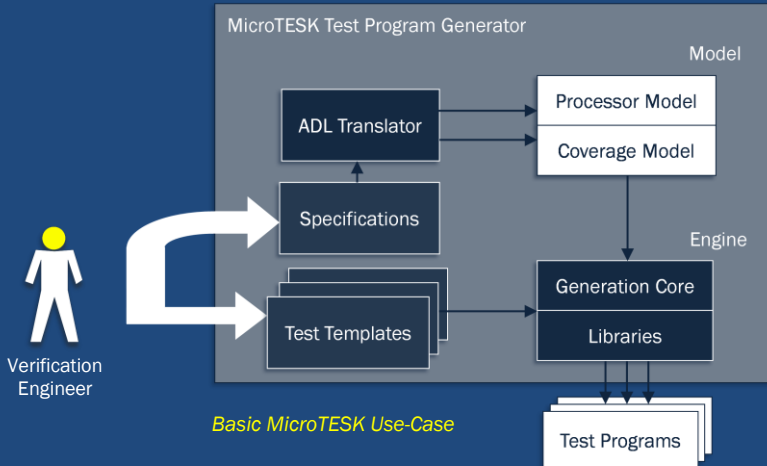 MicroTESK Test Program Generator
Model
ADL Translator
Processor Model
Coverage Model
Specifications
Engine
Generation Core
Test Templates
Libraries
Verification
Engineer
Basic MicroTESK Use-Case
Test Programs